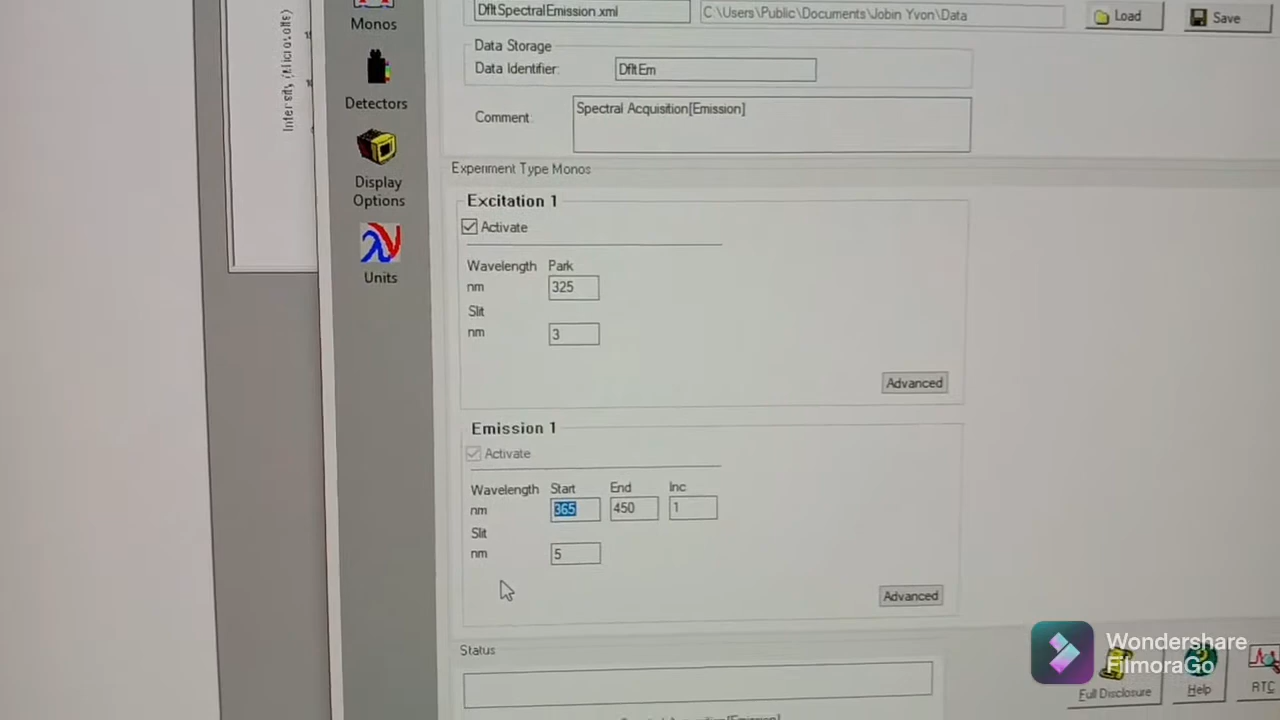 Monos
DfltSpectralEmission.xml
C:\Users\Public\Documents\Jobin Yvon\Data
Load
Save
Intensity (Microvolts)
Data Storage
Data Identifier:
DfltEm
Detectors
Comment:
Spectral Acquisition[Emission]
Experiment Type Monos
Display
Options
Excitation 1
Activate
Wavelength Park
nm 325
Slit
nm 3
Units
Advanced
Emission 1
Activate
Wavelength Start End Inc
nm 365 450 1
Slit
nm 5
Advanced
Status
Wondershare
FilmoraGo
Full Disclosure
Help
RTC